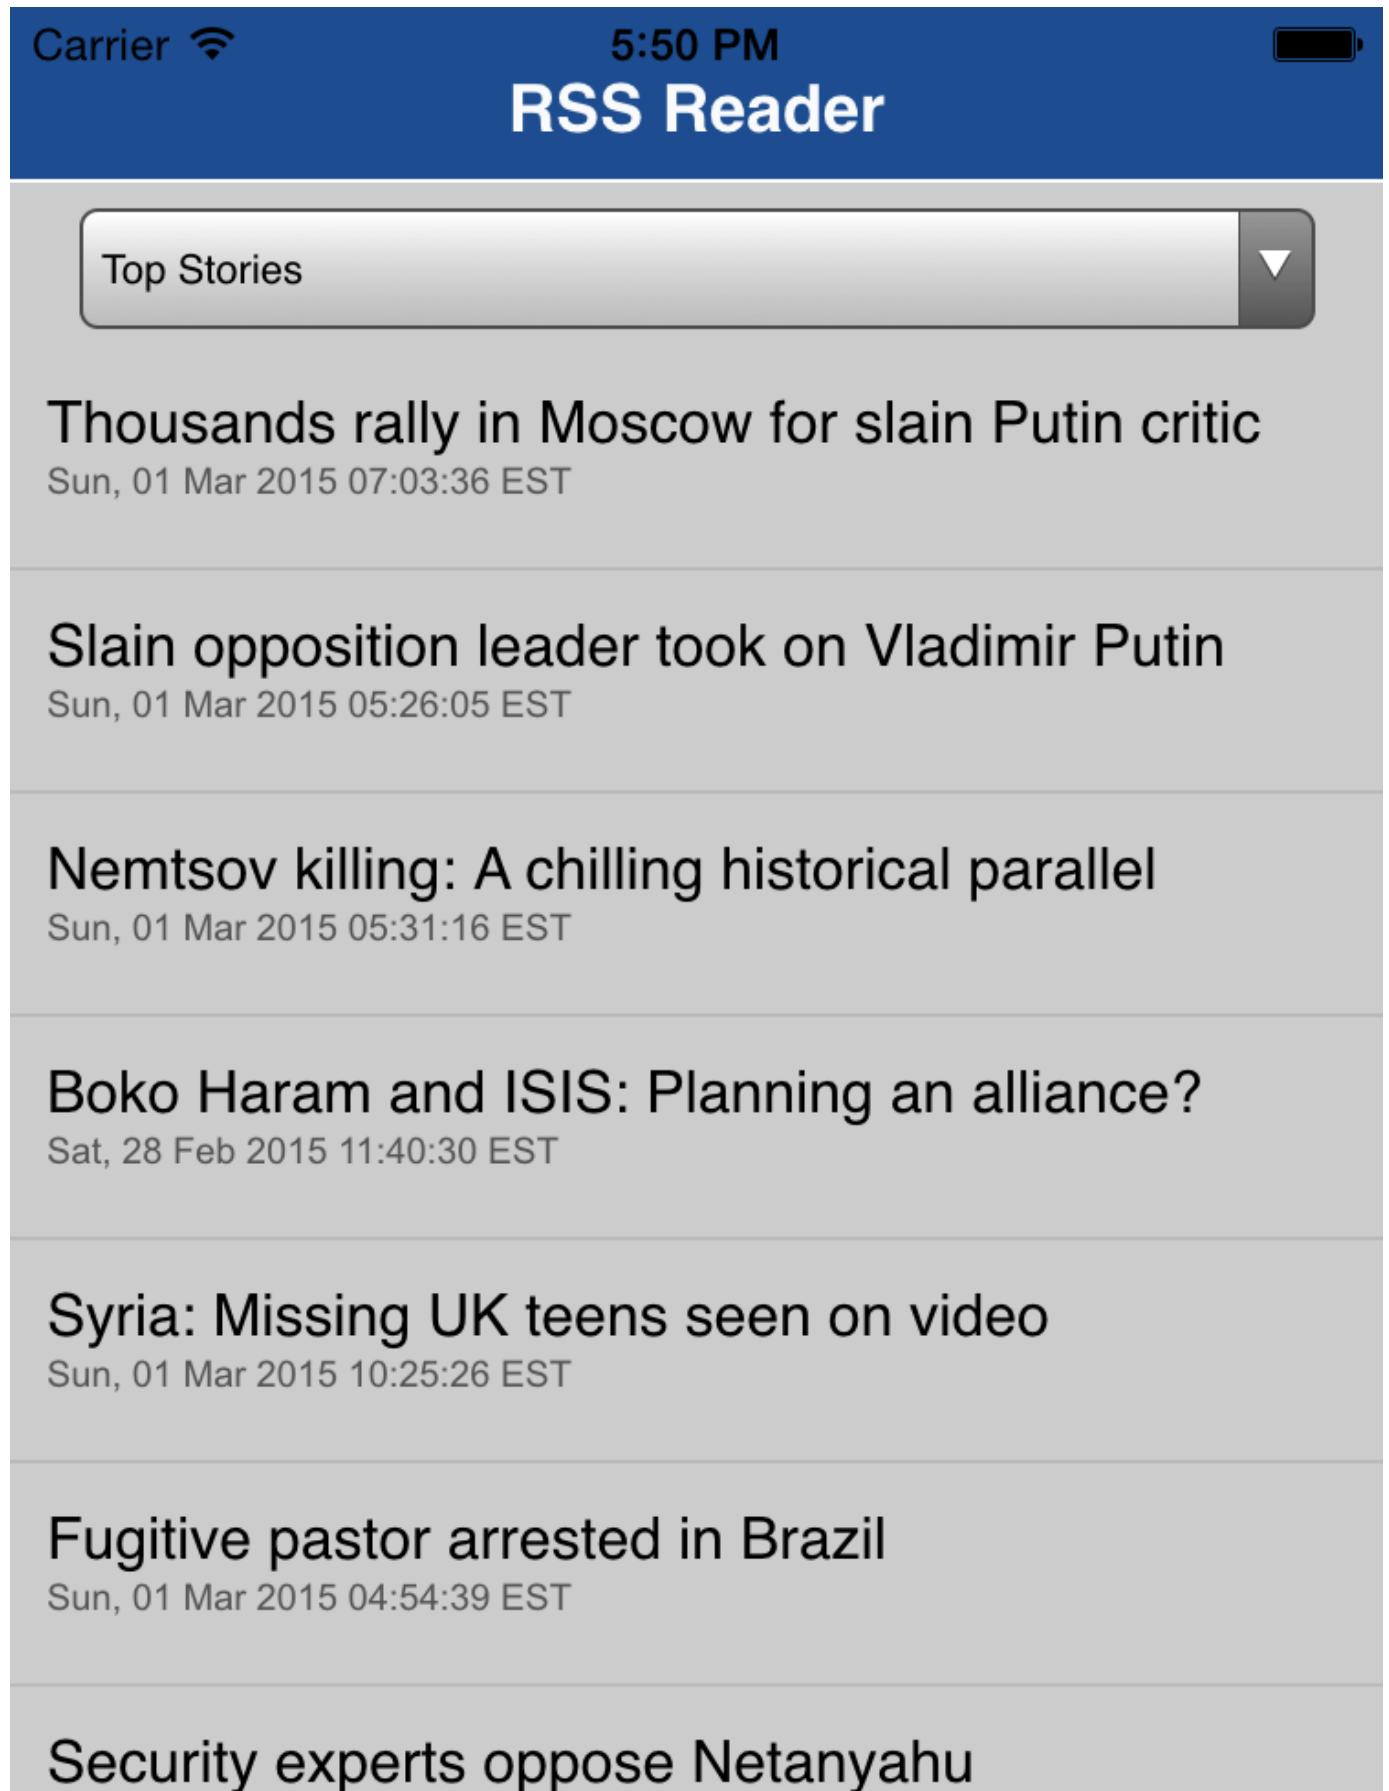 Carrier
5:50 PM
RSS Reader
Top Stories
Thousands rally in Moscow for slain Putin critic
Sun, 01 Mar 2015 07:03:36 EST
Slain opposition leader took on Vladimir Putin
Sun, 01 Mar 2015 05:26:05 EST
Nemtsov killing: A chilling historical parallel
Sun, 01 Mar 2015 05:31:16 EST
Boko Haram and ISIS: Planning an alliance?
Sat, 28 Feb 2015 11:40:30 EST
Syria: Missing UK teens seen on video
Sun, 01 Mar 2015 10:25:26 EST
Fugitive pastor arrested in Brazil
Sun, 01 Mar 2015 04:54:39 EST
Security experts oppose Netanyahu